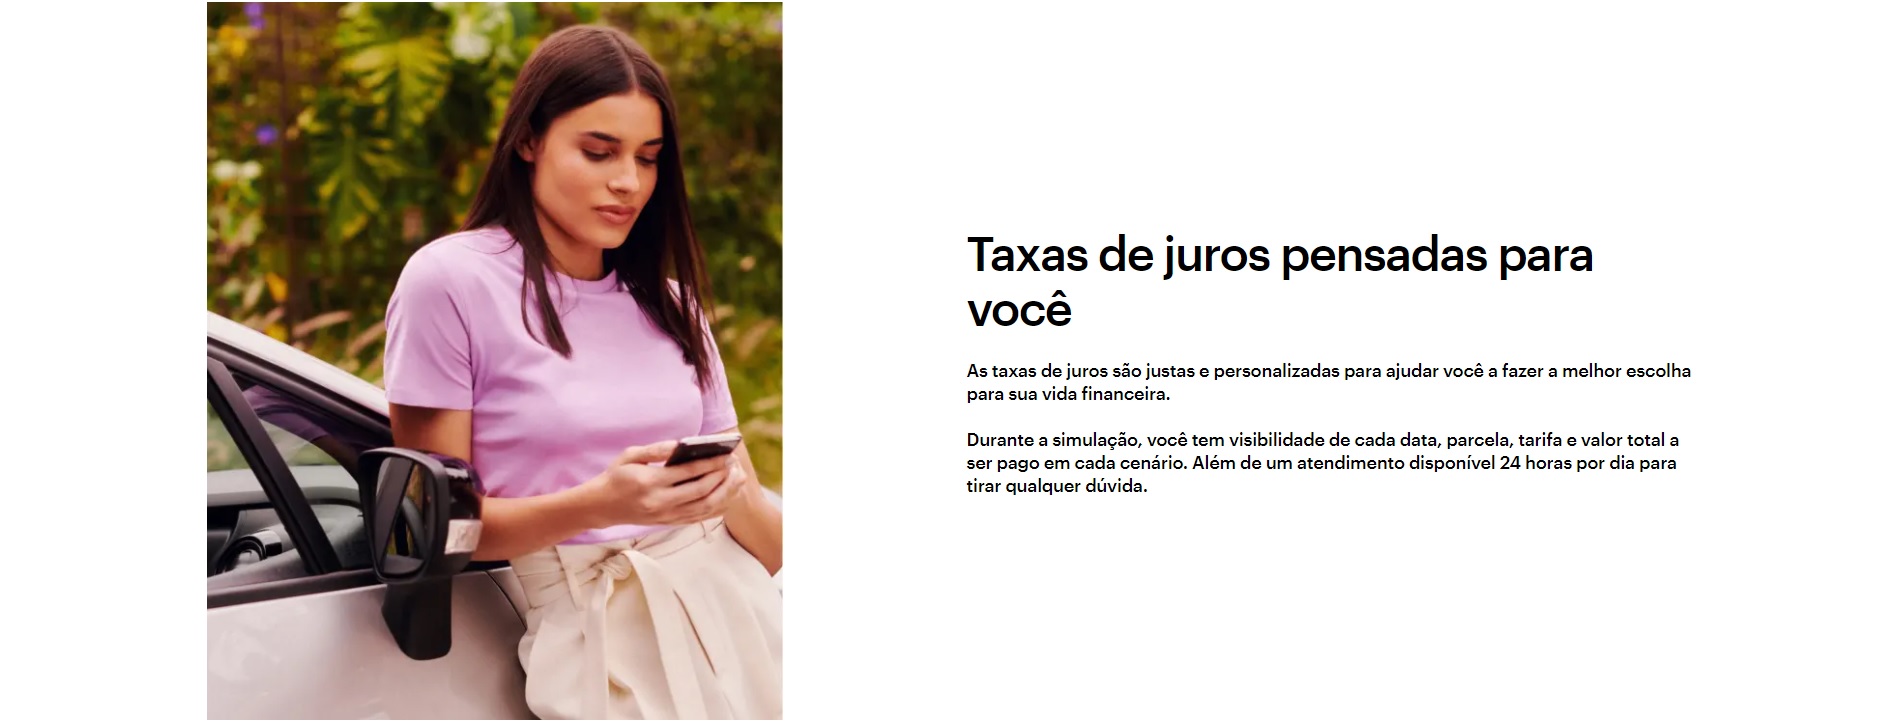 Taxas de juros pensadas para
você
As taxas de juros são justas e personalizadas para ajudar você a fazer a melhor escolha
para sua vida financeira.
Durante a simulação, você tem visibilidade de cada data, parcela, tarifa e valor total a
ser pago em cada cenário. Além de um atendimento disponível 24 horas por dia para
tirar qualquer dúvida.